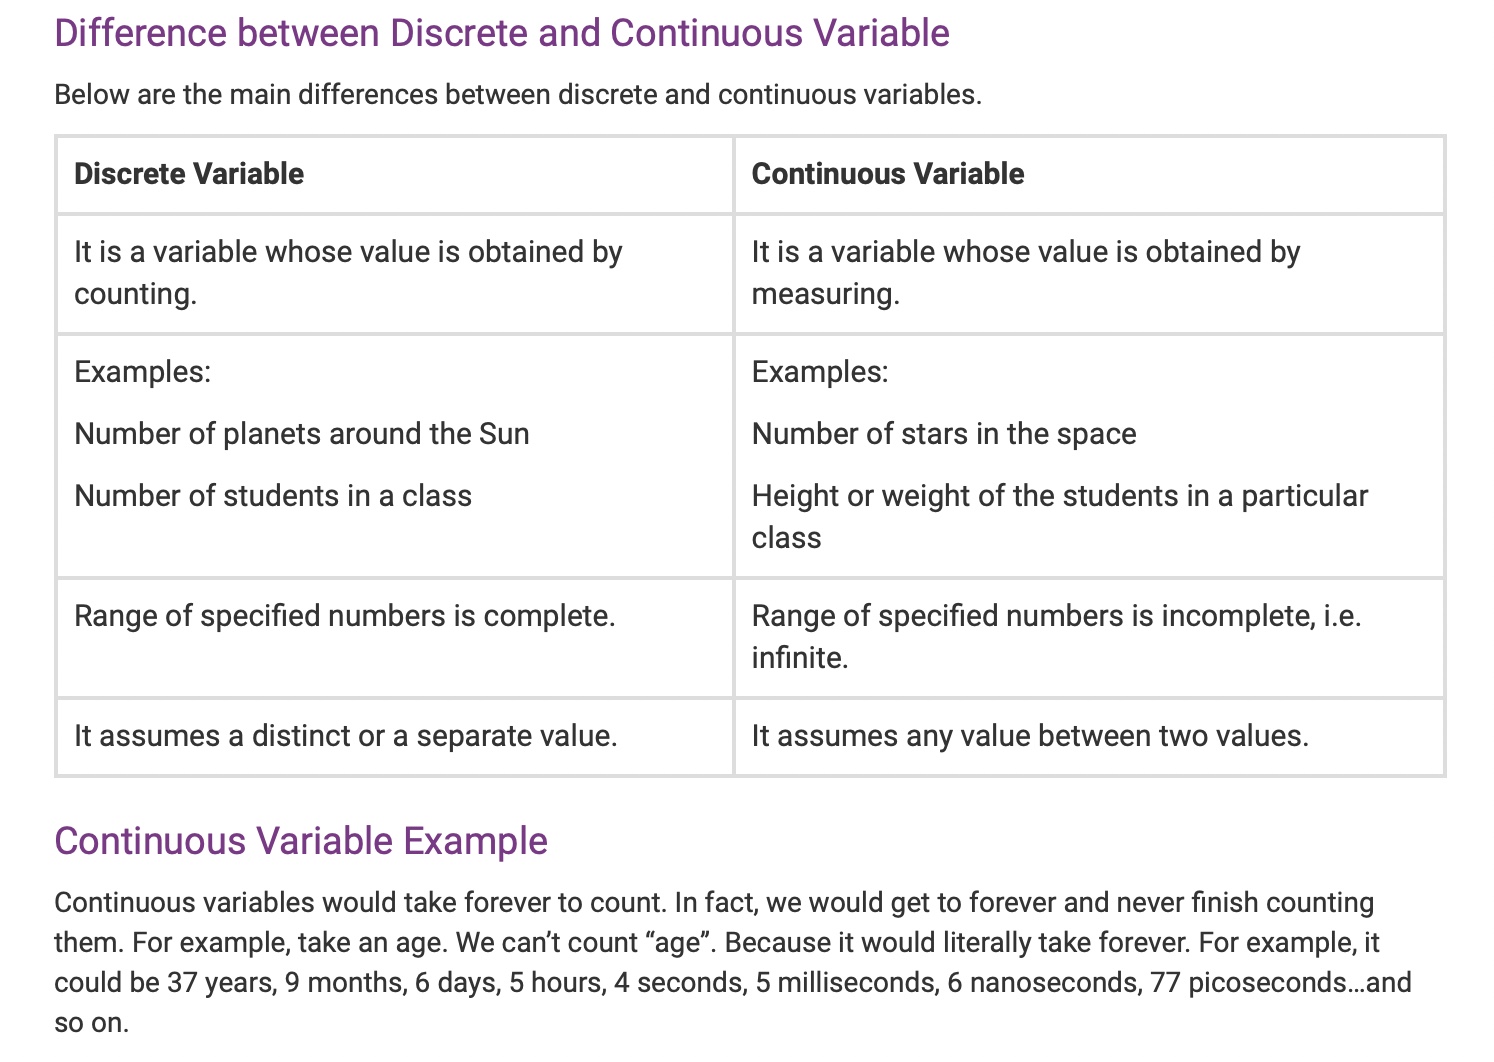 Difference between Discrete and Continuous Variable
Below are the main differences between discrete and continuous variables.
Discrete Variable
Continuous Variable
It is a variable whose value is obtained by
counting.
It is a variable whose value is obtained by
measuring.
Examples:
Number of planets around the Sun
Number of students in a class
Examples:
Number of stars in the space
Height or weight of the students in a particular
class
Range of specified numbers is complete.
Range of specified numbers is incomplete, i.e.
infinite.
It assumes a distinct or a separate value.
It assumes any value between two values.
Continuous Variable Example
Continuous variables would take forever to count. In fact, we would get to forever and never finish counting
them. For example, take an age. We can’t count “age”. Because it would literally take forever. For example, it
could be 37 years, 9 months, 6 days, 5 hours, 4 seconds, 5 milliseconds, 6 nanoseconds, 77 picoseconds…and
so on.